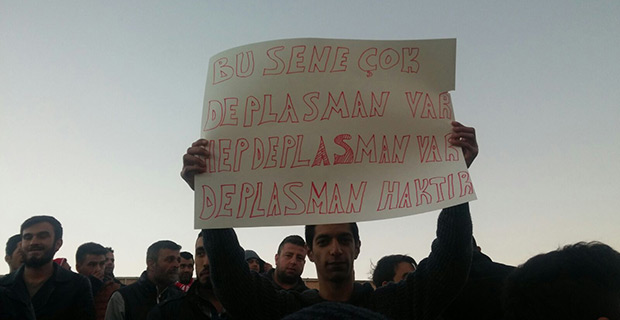 BU SENE ÇOK
DEPLASMAN VAR
HEP DEPLASMAN VAR
DEPLASMAN HAKTIR